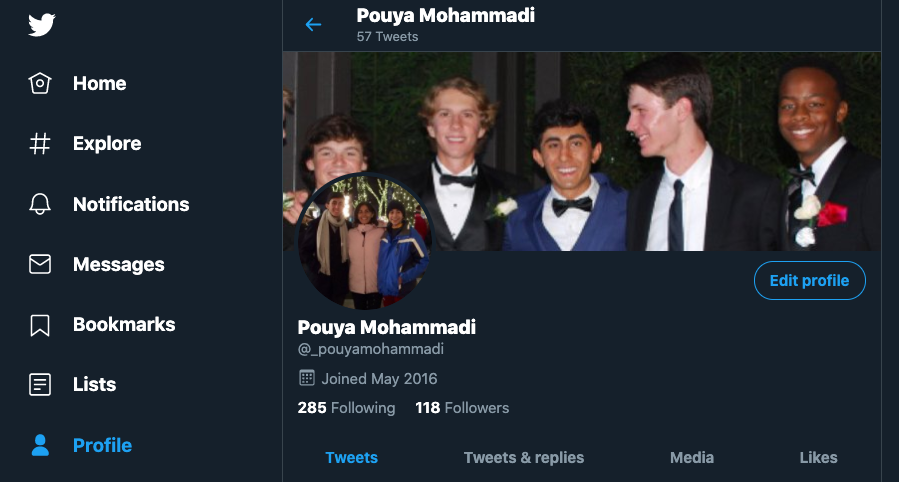 Home
Explore
Notifications
Messages
Bookmarks
Lists
Profile
Pouya Mohammadi
57 Tweets
Edit profile
Pouya Mohammadi
@_pouyamohammadi
Joined May 2016
285 Following 118 Followers
Tweets Tweets & replies Media Likes